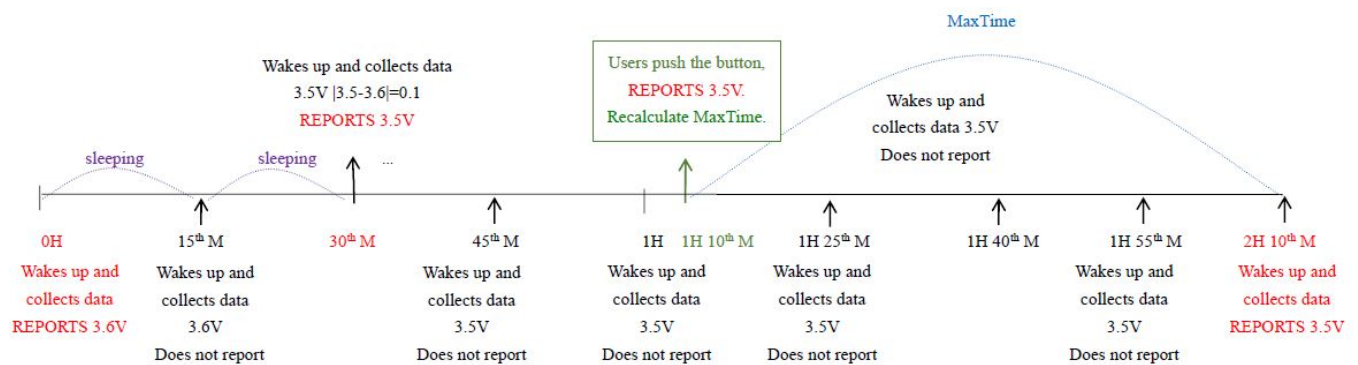 MaxTime
Wakes up and collects data
3.5V |3.5-3.6|=0.1
REPORTS 3.5V
Users push the button,
REPORTS 3.5V.
Recalculate MaxTime.
Wakes up and
collects data 3.5V
Does not report
sleeping
sleeping
...
0H
Wakes up and
collects data
REPORTS 3.6V
15th M
Wakes up and
collects data
3.6V
Does not report
30th M
45th M
Wakes up and
collects data
3.5V
Does not report
1H
Wakes up and
collects data
3.5V
Does not report
1H 10th M
1H 25th M
Wakes up and
collects data
3.5V
Does not report
1H 40th M
1H 55th M
Wakes up and
collects data
3.5V
Does not report
2H 10th M
Wakes up and
collects data
REPORTS 3.5V